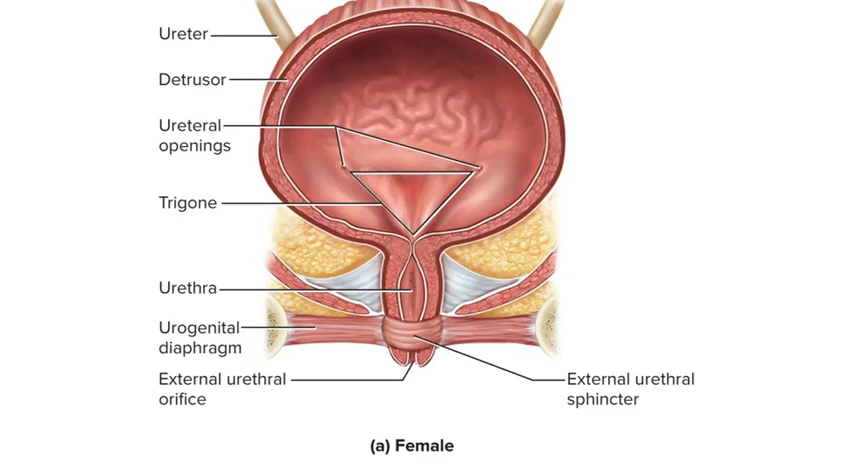 Ureter
Detrusor
Ureteral
openings
Trigone
Urethra
Urogenital
diaphragm
External urethral
orifice
External urethral
sphincter
(a) Female